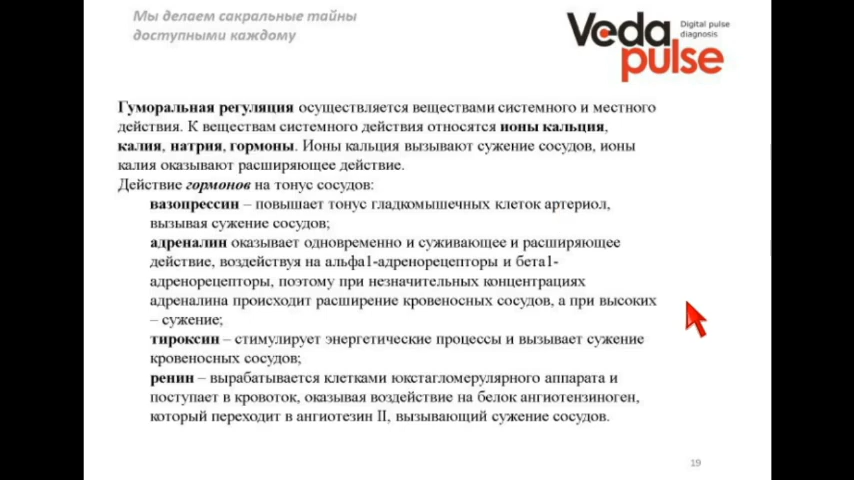 Мы делаем сакральные тайны
доступными каждому
Veda pulse
Digital pulse
diagnosis
Гуморальная регуляция осуществляется веществами системного и местного
действия. К веществам системного действия относятся ионы кальция,
калия, натрия, гормоны. Ионы кальция вызывают сужение сосудов, ионы
калия оказывают расширяющее действие.
Действие гормонов на тонус сосудов:
вазопрессин – повышает тонус гладкомышечных клеток артериол,
вызывая сужение сосудов;
адреналин оказывает одновременно и суживающее и расширяющее
действие, воздействуя на альфа1-адренорецепторы и бета1-
адренорецепторы, поэтому при незначительных концентрациях
адреналина происходит расширение кровеносных сосудов, а при высоких
– сужение;
тироксин – стимулирует энергетические процессы и вызывает сужение
кровеносных сосудов;
ренин – вырабатывается клетками юкстагломерулярного аппарата и
поступает в кровоток, оказывая воздействие на белок ангиотензиноген,
который переходит в ангиотезин II, вызывающий сужение сосудов.
19